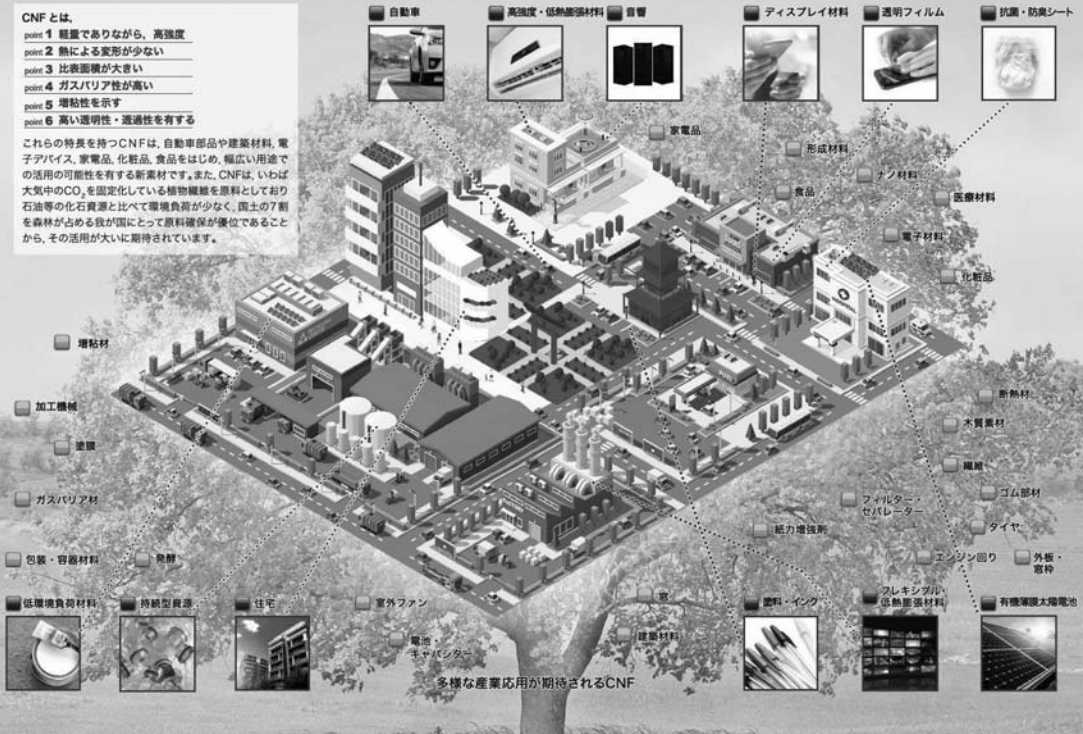 CNF とは,
point 1 軽量でありながら，高強度
point 2 熱による変形が少ない
point 3 比表面積が大きい
point 4 ガスバリア性が高い
point 5 増粘性を示す
point 6 高い透明性・透過性を有する
これらの特長を持つCNFは, 自動車部品や建築材料, 電
子デバイス, 家電品, 化粧品, 食品をはじめ, 幅広い用途で
の活用の可能性を有する新素材です。また, CNFは, いわば
大気中のCO₂を固定化している植物繊維を原料としており
石油等の化石資源と比べて環境負荷が少なく, 国土の7割
を森林が占める我が国にとって原料確保が優位であること
から, その活用が大いに期待されています。
自動車
高強度・低熱膨張材料
音響
ディスプレイ材料
透明フィルム
抗菌・防臭シート
家電品
形成材料
ナノ材料
食品
医療材料
電子材料
化粧品
増粘材
加工機械
塗膜
ガスバリア材
包装・容器材料
発酵
断熱材
木質素材
繊維
ゴム部材
フィルター・
セパレーター
タイヤ
紙力増強剤
エンジン回り
外板・
窓枠
低環境負荷材料
持続型資源
住宅
室外ファン
電池・
キャパシター
窓
建築材料
塗料・インク
フレキシブル・
低熱膨張材料
有機薄膜太陽電池
多様な産業応用が期待されるCNF